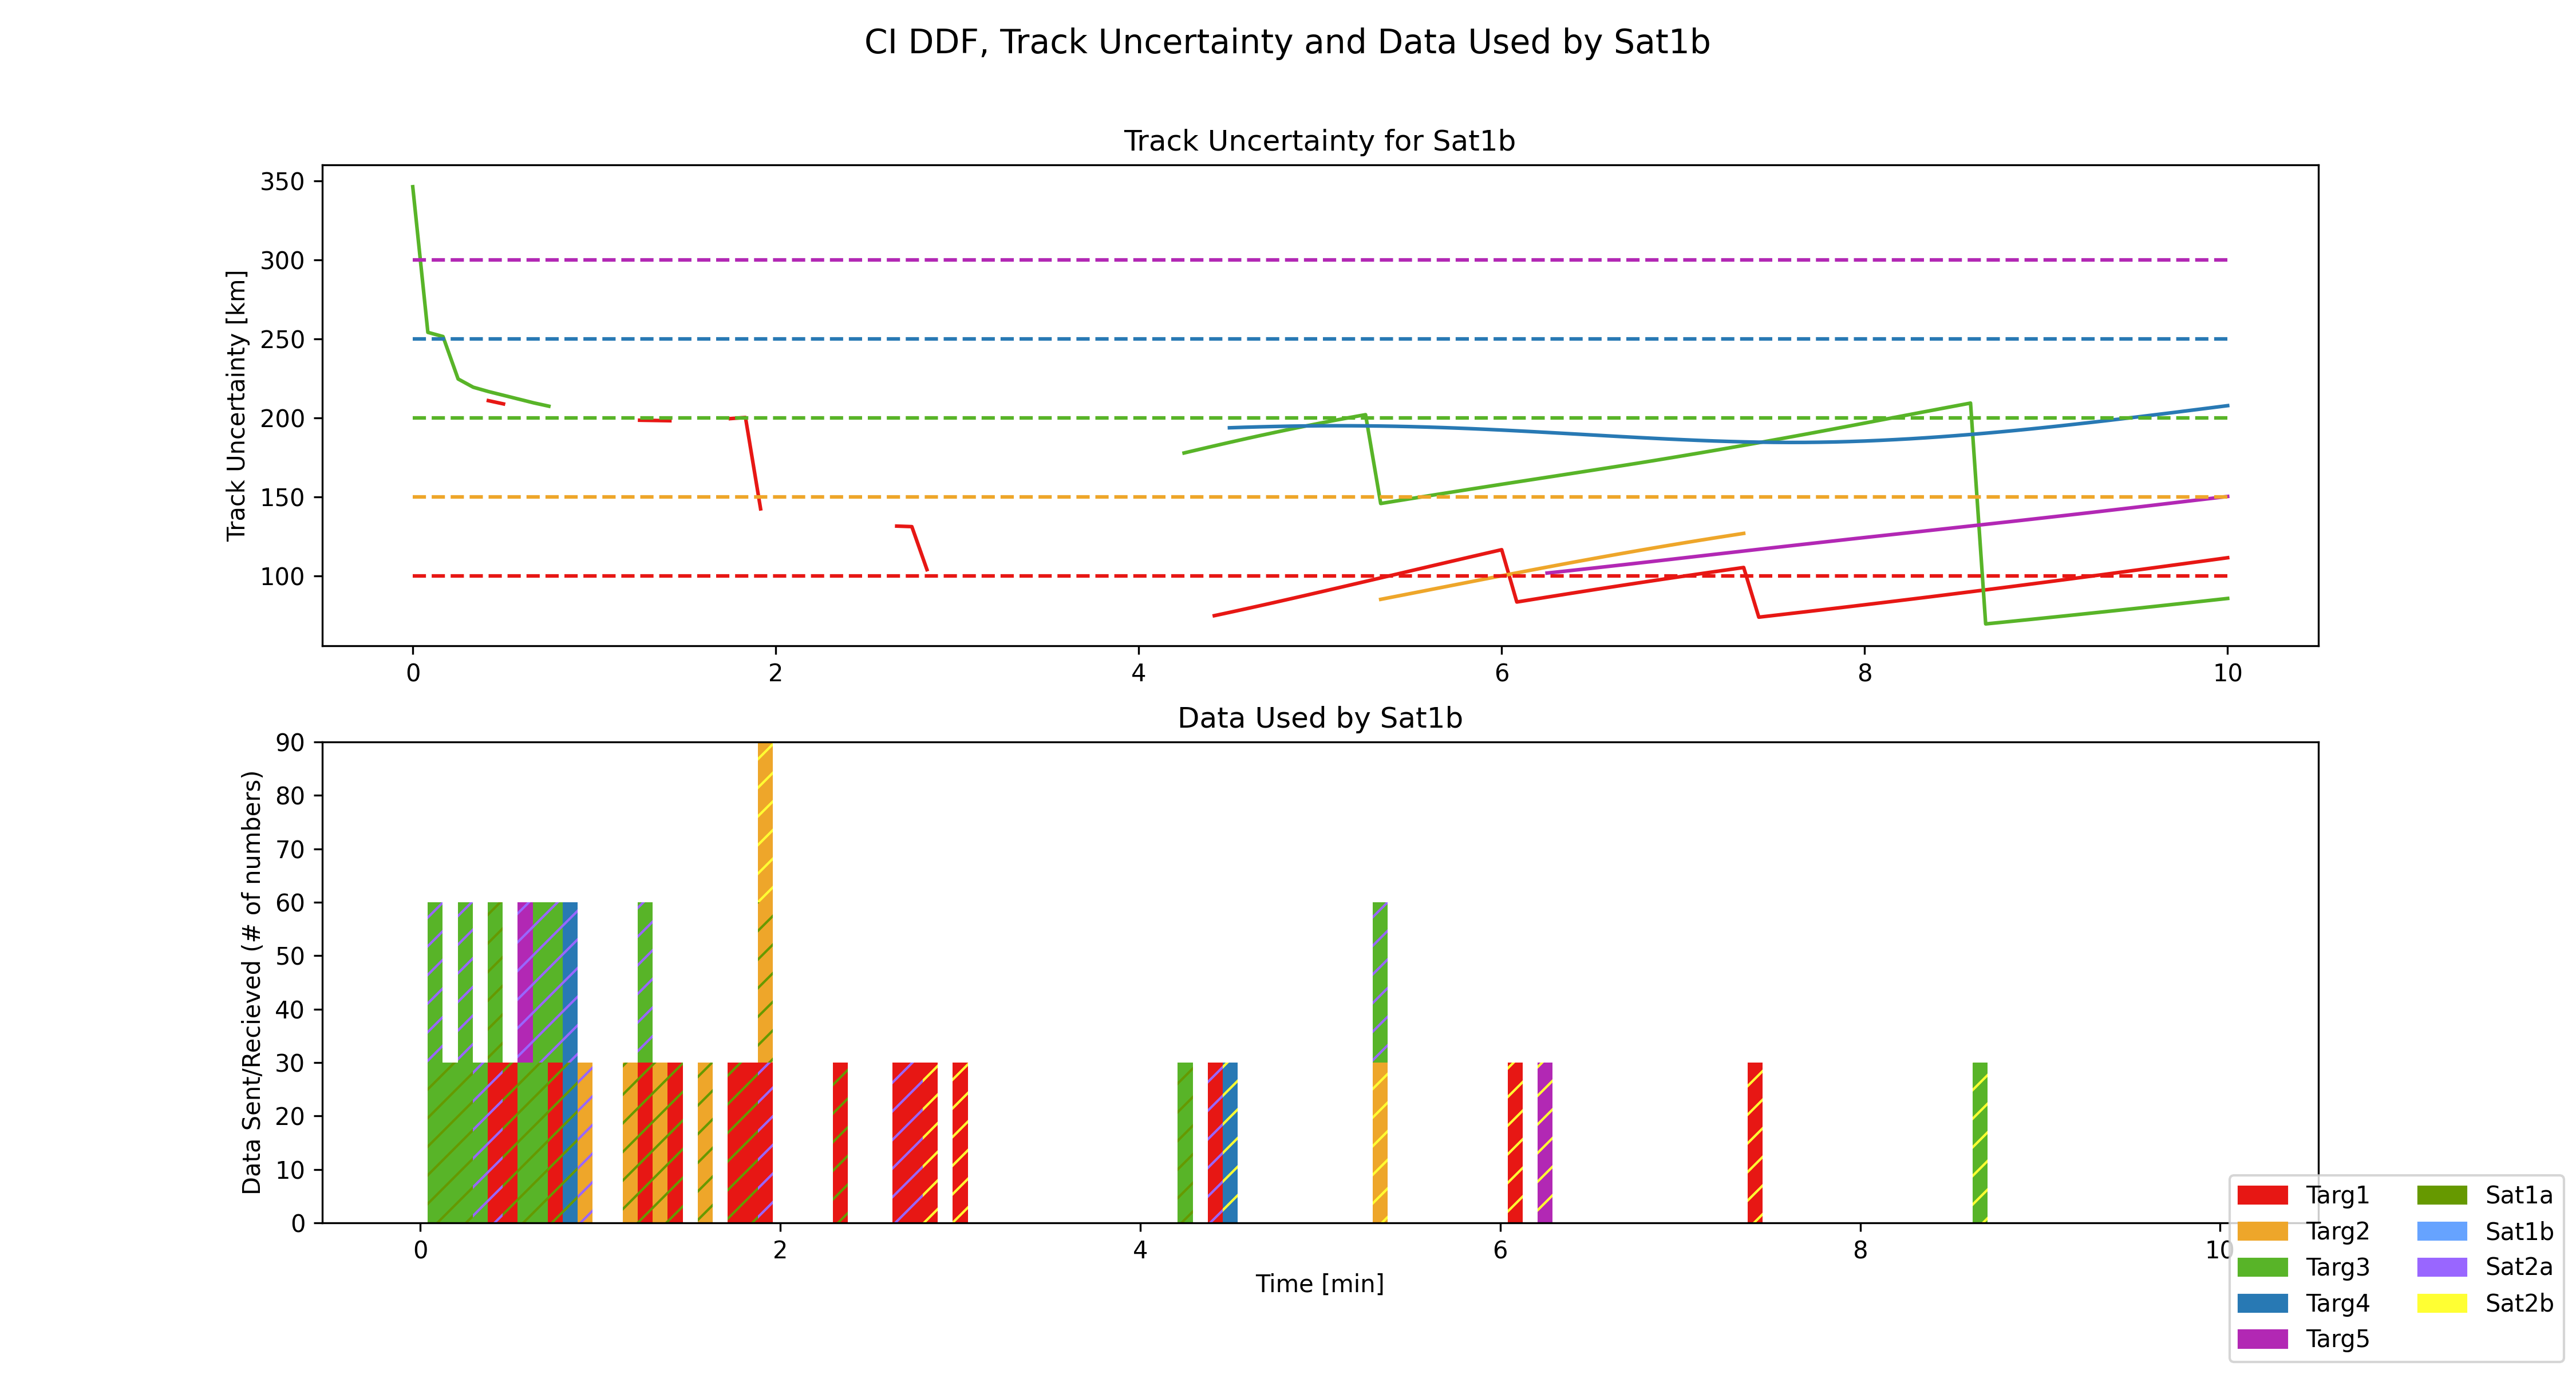 CI DDF, Track Uncertainty and Data Used by Sat1b
Track Uncertainty for Sat1b
Track Uncertainty [km]
350
300
250
200
150
100
0 2 4 6 8 10
Data Used by Sat1b
Data Sent/Recieved (# of numbers)
90
80
70
60
50
40
30
20
10
0
0 2 4 6 8 10
Time [min]
Targ1 Sat1a
Targ2 Sat1b
Targ3 Sat2a
Targ4 Sat2b
Targ5